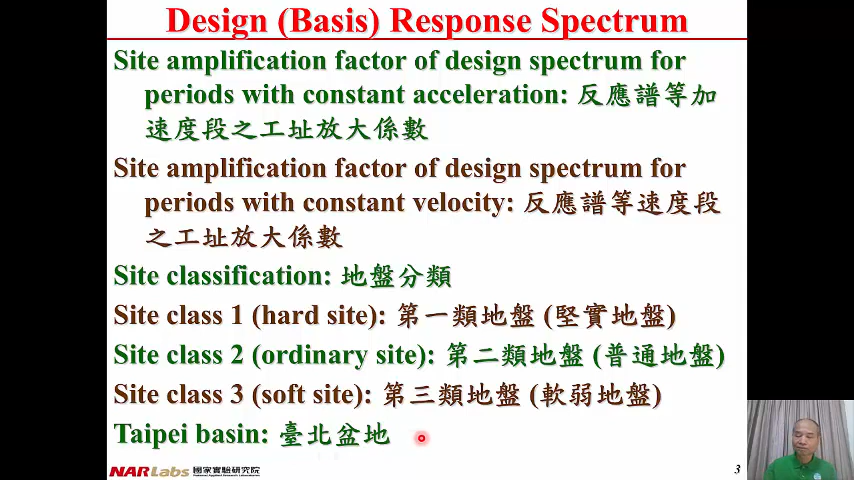 Design (Basis) Response Spectrum
Site amplification factor of design spectrum for
periods with constant acceleration: 反應譜等加
速度段之工址放大係數
Site amplification factor of design spectrum for
periods with constant velocity: 反應譜等速度段
之工址放大係數
Site classification: 地盤分類
Site class 1 (hard site): 第一類地盤 (堅實地盤)
Site class 2 (ordinary site): 第二類地盤 (普通地盤)
Site class 3 (soft site): 第三類地盤 (軟弱地盤)
Taipei basin: 臺北盆地
NARLabs 國家實驗研究院
National Applied Research Laboratories
3